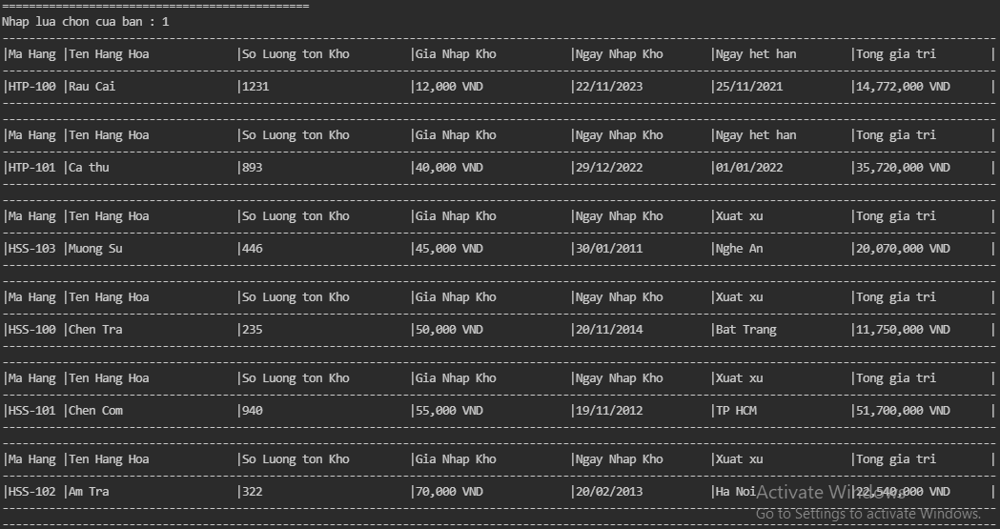 ==============================================
Nhap lua chon cua ban : 1
|Ma Hang |Ten Hang Hoa |So Luong ton Kho |Gia Nhap Kho |Ngay Nhap Kho |Ngay het han |Tong gia tri |
|HTP-100 |Rau Cai |1231 |12,000 VND |22/11/2023 |25/11/2021 |14,772,000 VND |
|Ma Hang |Ten Hang Hoa |So Luong ton Kho |Gia Nhap Kho |Ngay Nhap Kho |Ngay het han |Tong gia tri |
|HTP-101 |Ca thu |893 |40,000 VND |29/12/2022 |01/01/2022 |35,720,000 VND |
|Ma Hang |Ten Hang Hoa |So Luong ton Kho |Gia Nhap Kho |Ngay Nhap Kho |Xuat xu |Tong gia tri |
|HSS-103 |Muong Su |446 |45,000 VND |30/01/2011 |Nghe An |20,070,000 VND |
|Ma Hang |Ten Hang Hoa |So Luong ton Kho |Gia Nhap Kho |Ngay Nhap Kho |Xuat xu |Tong gia tri |
|HSS-100 |Chen Tra |235 |50,000 VND |20/11/2014 |Bat Trang |11,750,000 VND |
|Ma Hang |Ten Hang Hoa |So Luong ton Kho |Gia Nhap Kho |Ngay Nhap Kho |Xuat xu |Tong gia tri |
|HSS-101 |Chen Com |940 |55,000 VND |19/11/2012 |TP HCM |51,700,000 VND |
|Ma Hang |Ten Hang Hoa |So Luong ton Kho |Gia Nhap Kho |Ngay Nhap Kho |Xuat xu |Tong gia tri |
|HSS-102 |Am Tra |322 |70,000 VND |20/02/2013 |Ha Noi |22,540,000 VND |
Activate Windows
Go to Settings to activate Windows.